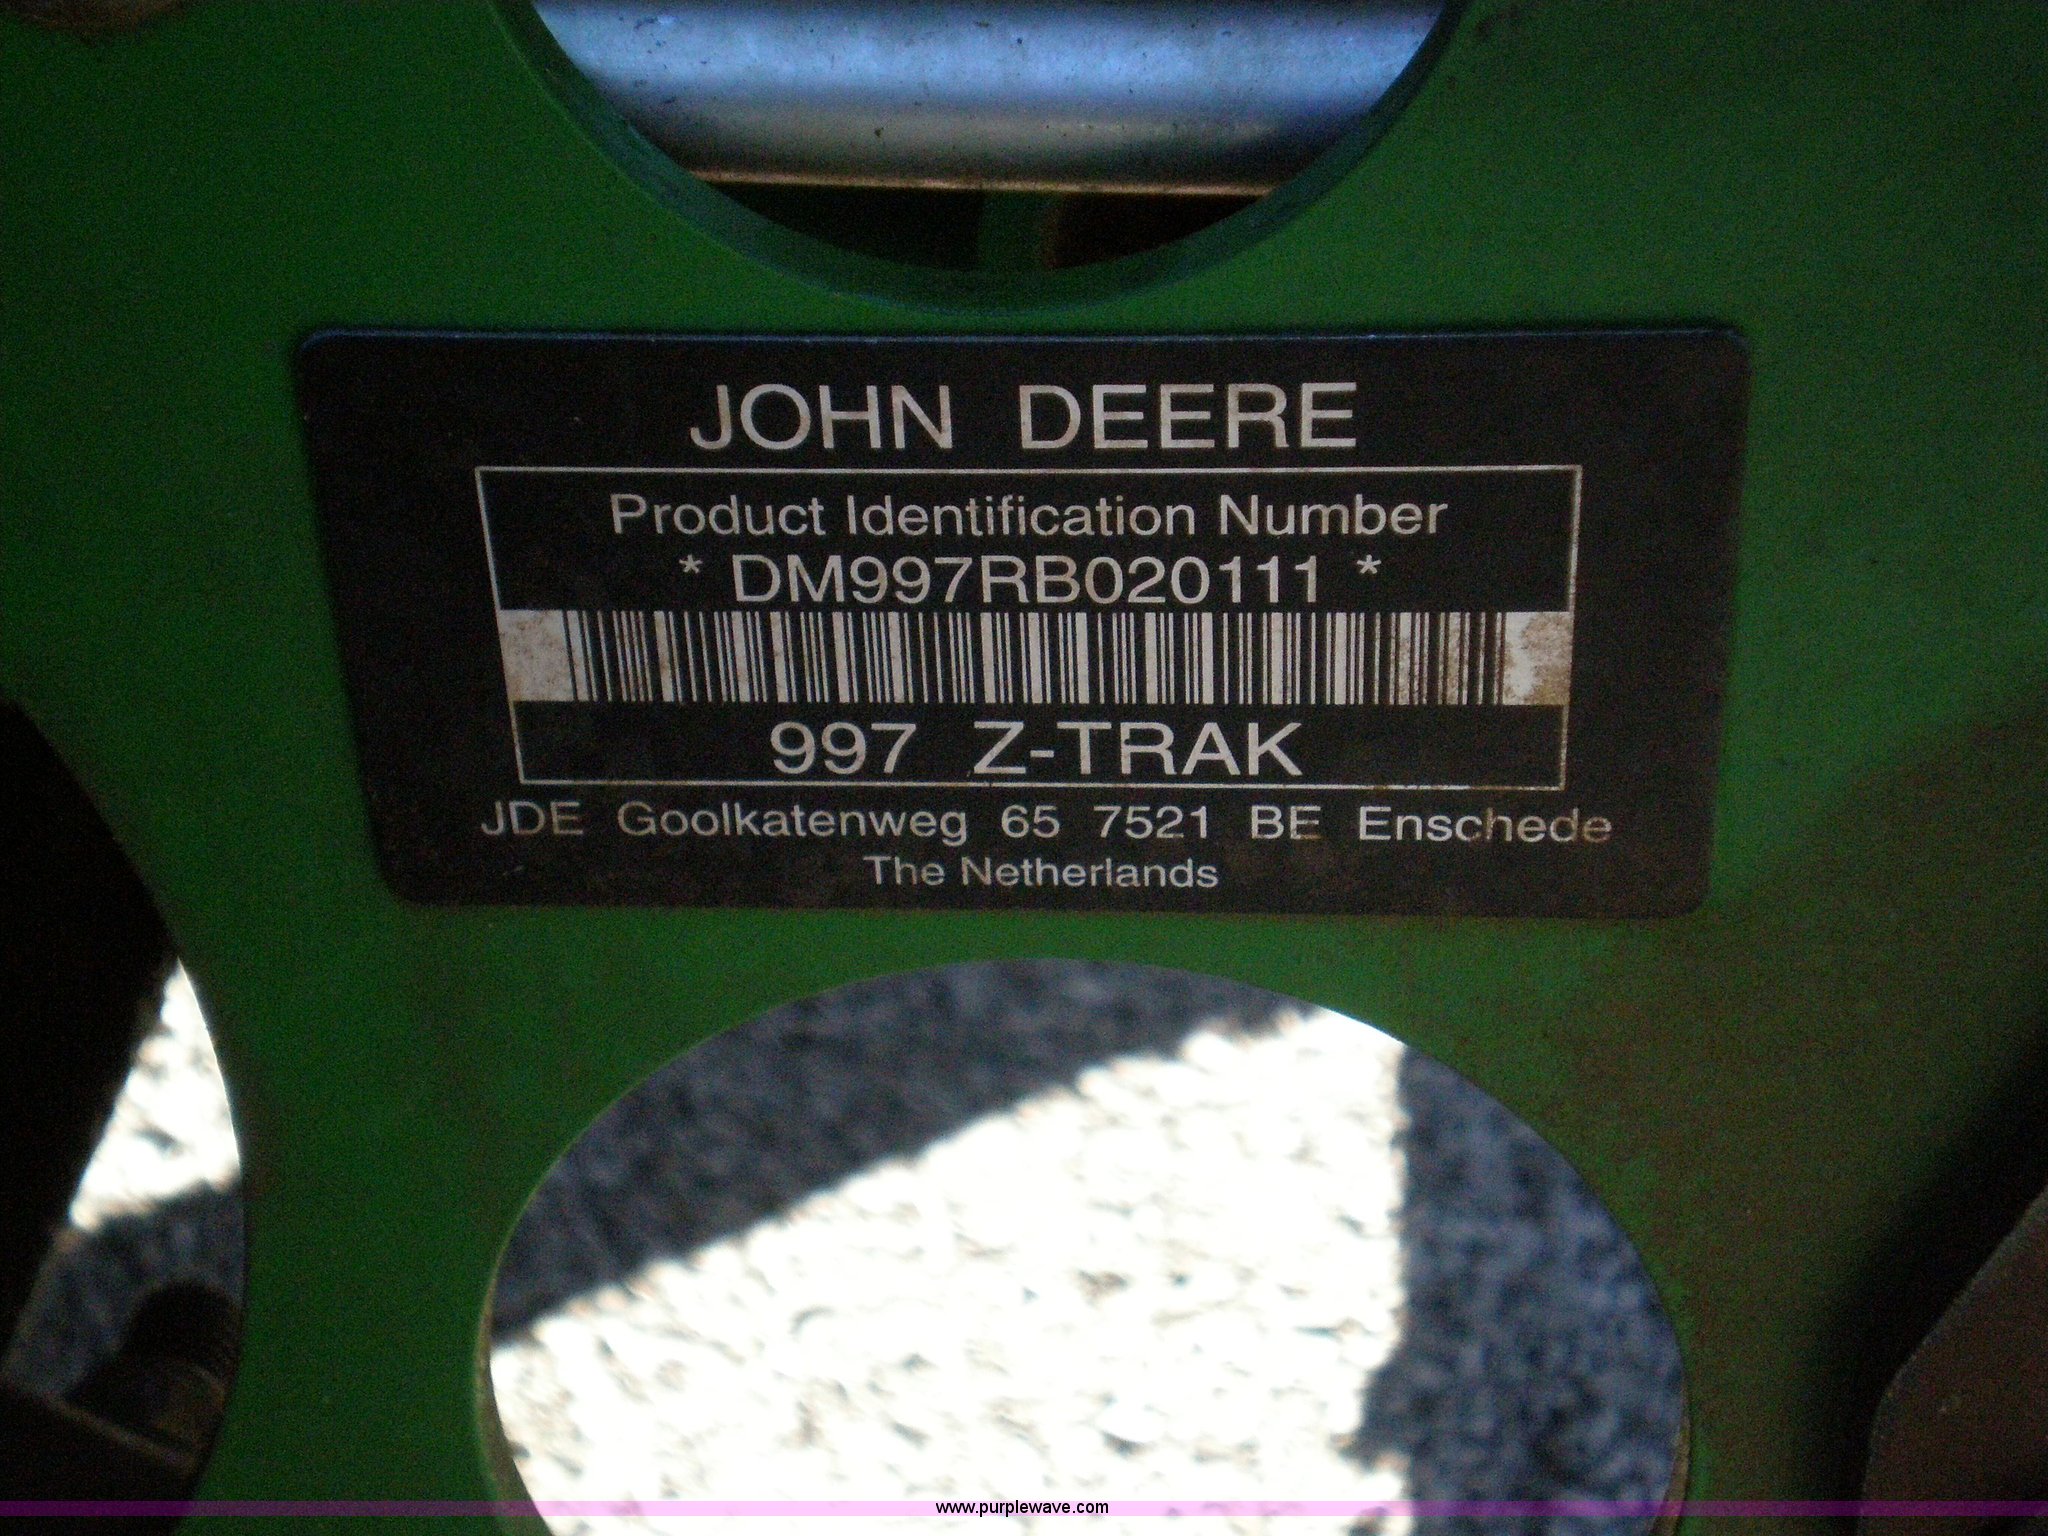 JOHN DEERE
Product Identification Number
* DM997RB020111 *
997 Z-TRAK
JDE Goolkatenweg 65 7521 BE Enschede
The Netherlands
www.purplewave.com